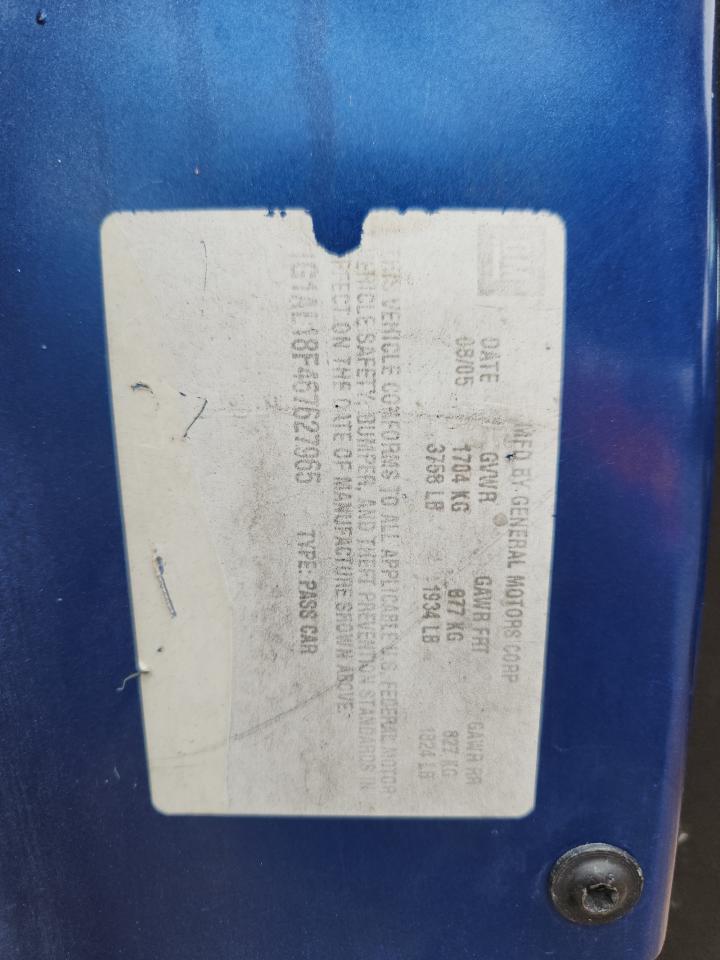 MFD BY GENERAL MOTORS CORP
DATE GVWR GAWR FRT GAWR RR
08/05 1704 KG 877 KG 827 KG
3758 LB 1934 LB 1824 LB
THIS VEHICLE CONFORMS TO ALL APPLICABLE U.S. FEDERAL MOTOR
VEHICLE SAFETY, BUMPER, AND THEFT PREVENTION STANDARDS IN
EFFECT ON THE DATE OF MANUFACTURE SHOWN ABOVE.
1G1AL18F467627965 TYPE: PASS CAR